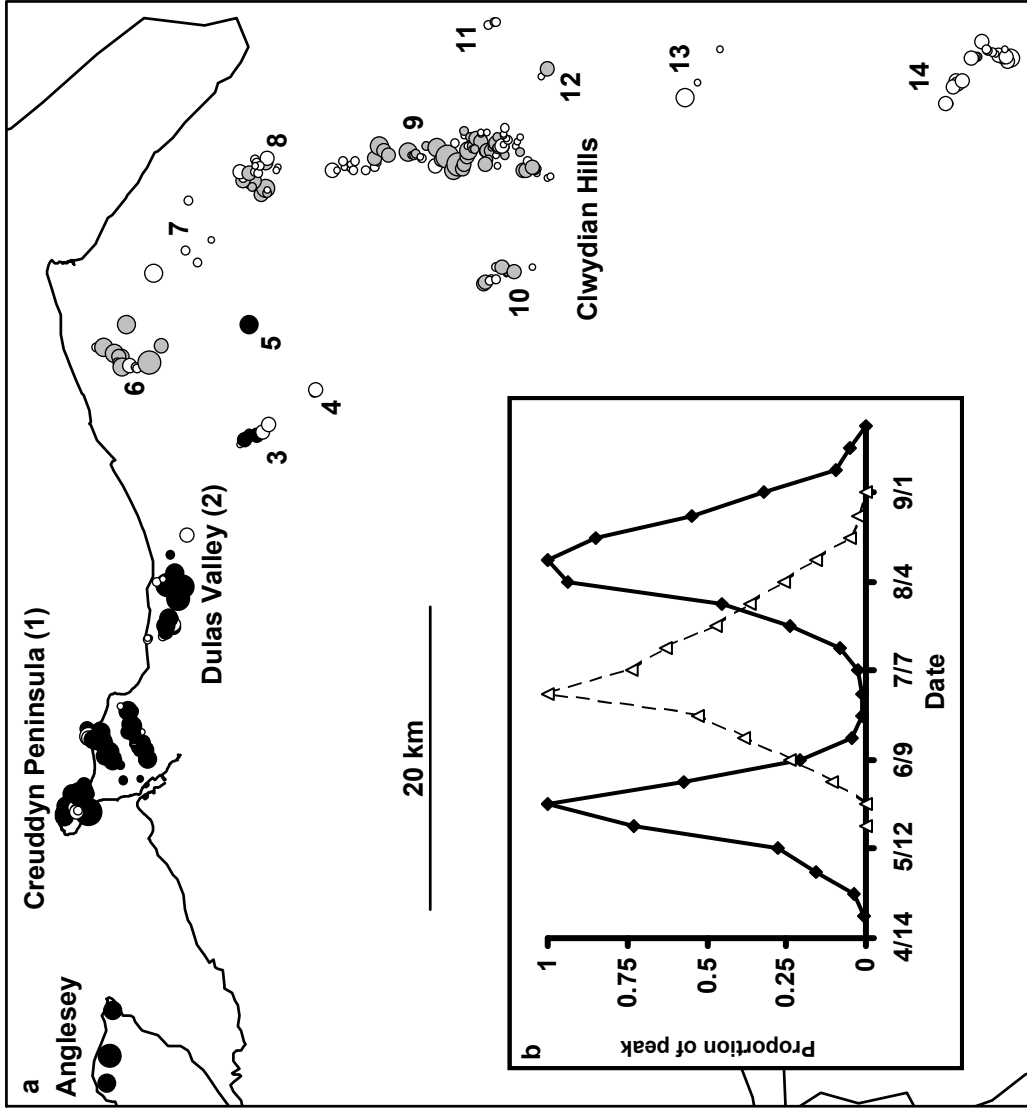 a
Anglesey
Creuddyn Peninsula (1)
Dulas Valley (2)
3
4
5
6
7
8
9
10
11
12
13
14
Clwydian Hills
20 km
b
Proportion of peak
1
0.75
0.5
0.25
0
4/14
5/12
6/9
7/7
8/4
9/1
Date